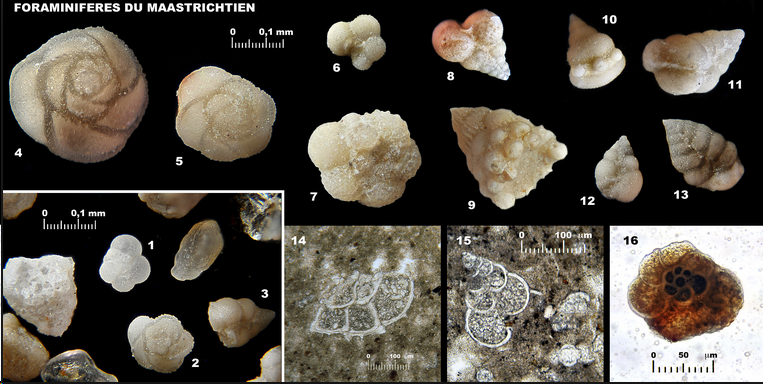 FORAMINIFERES DU MAASTRICHTIEN
0 0,1 mm
4
5
6
7
8
9
10
11
12
13
0 0,1 mm
1
2
3
14
0 100 µm
15
0 100 µm
16
0 50 µm